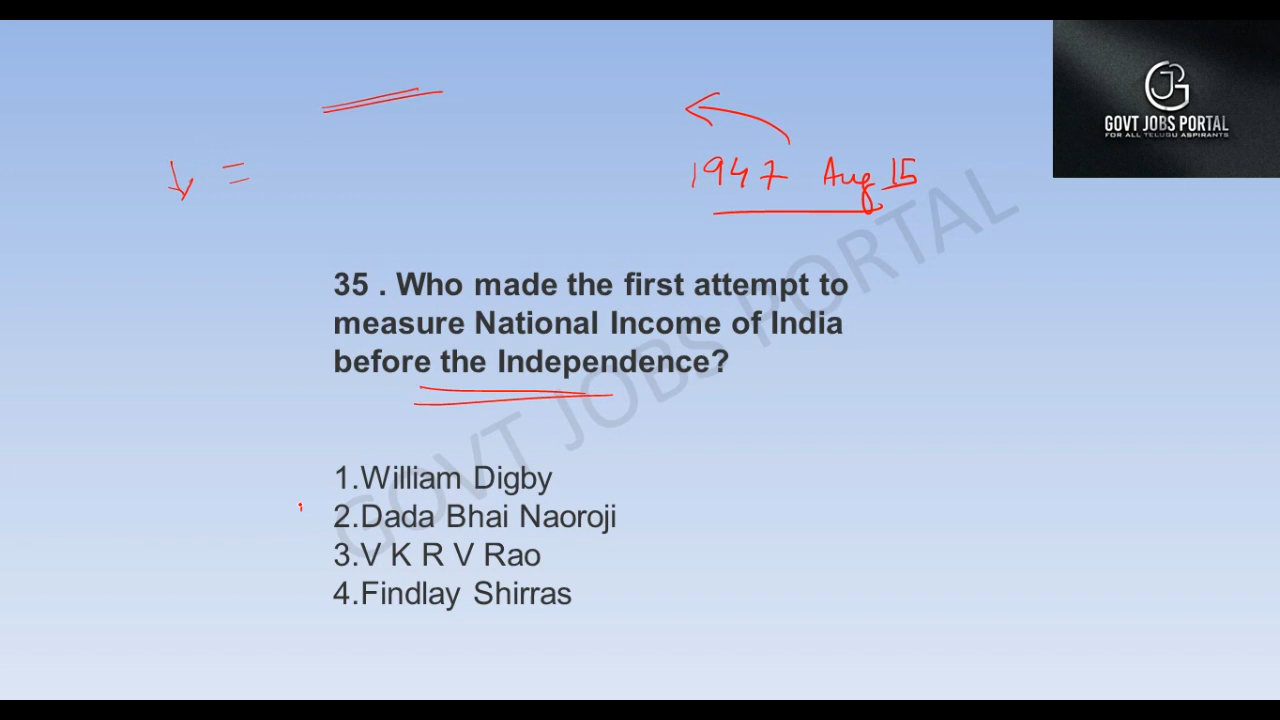 GOVT JOBS PORTAL
FOR ALL TELUGU ASPIRANTS
1947 Aug 15
35 . Who made the first attempt to
measure National Income of India
before the Independence?
1.William Digby
2.Dada Bhai Naoroji
3.V K R V Rao
4.Findlay Shirras
GOVT JOBS PORTAL